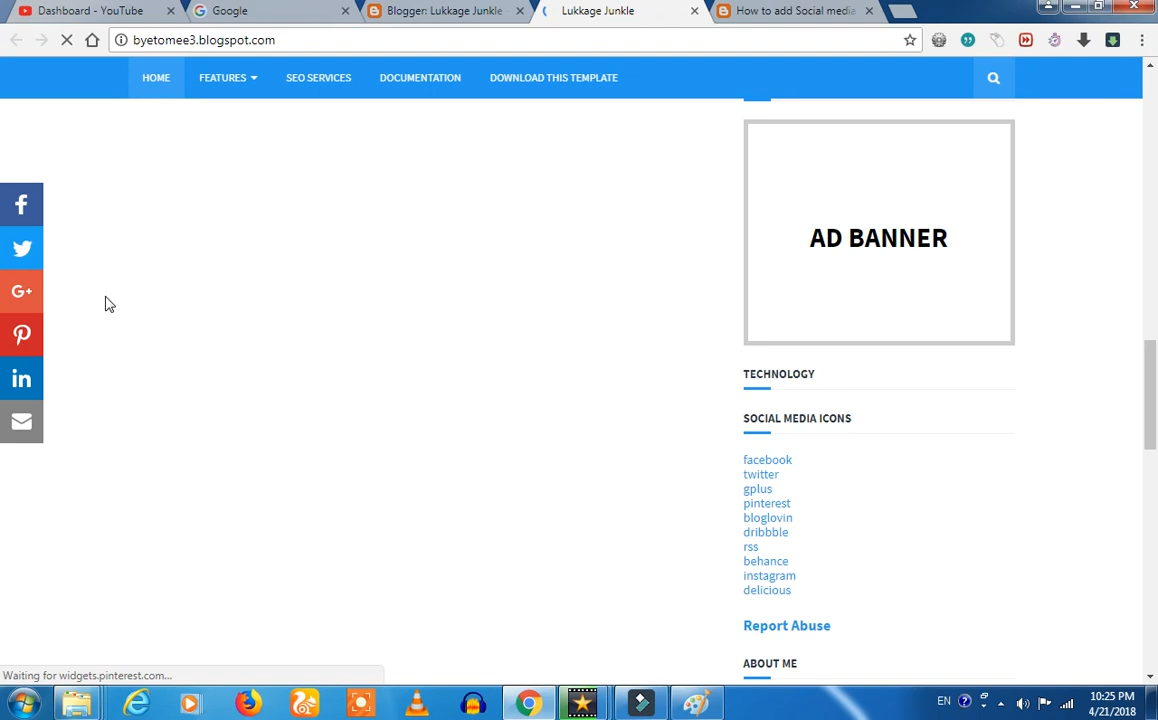 Dashboard - YouTube
Google
Blogger: Lukkage Junkle
Lukkage Junkle
How to add Social media
byetomee3.blogspot.com
HOME
FEATURES
SEO SERVICES
DOCUMENTATION
DOWNLOAD THIS TEMPLATE
AD BANNER
TECHNOLOGY
SOCIAL MEDIA ICONS
facebook
twitter
gplus
pinterest
bloglovin
dribbble
rss
behance
instagram
delicious
Report Abuse
ABOUT ME
Waiting for widgets.pinterest.com...
EN
10:25 PM
4/21/2018